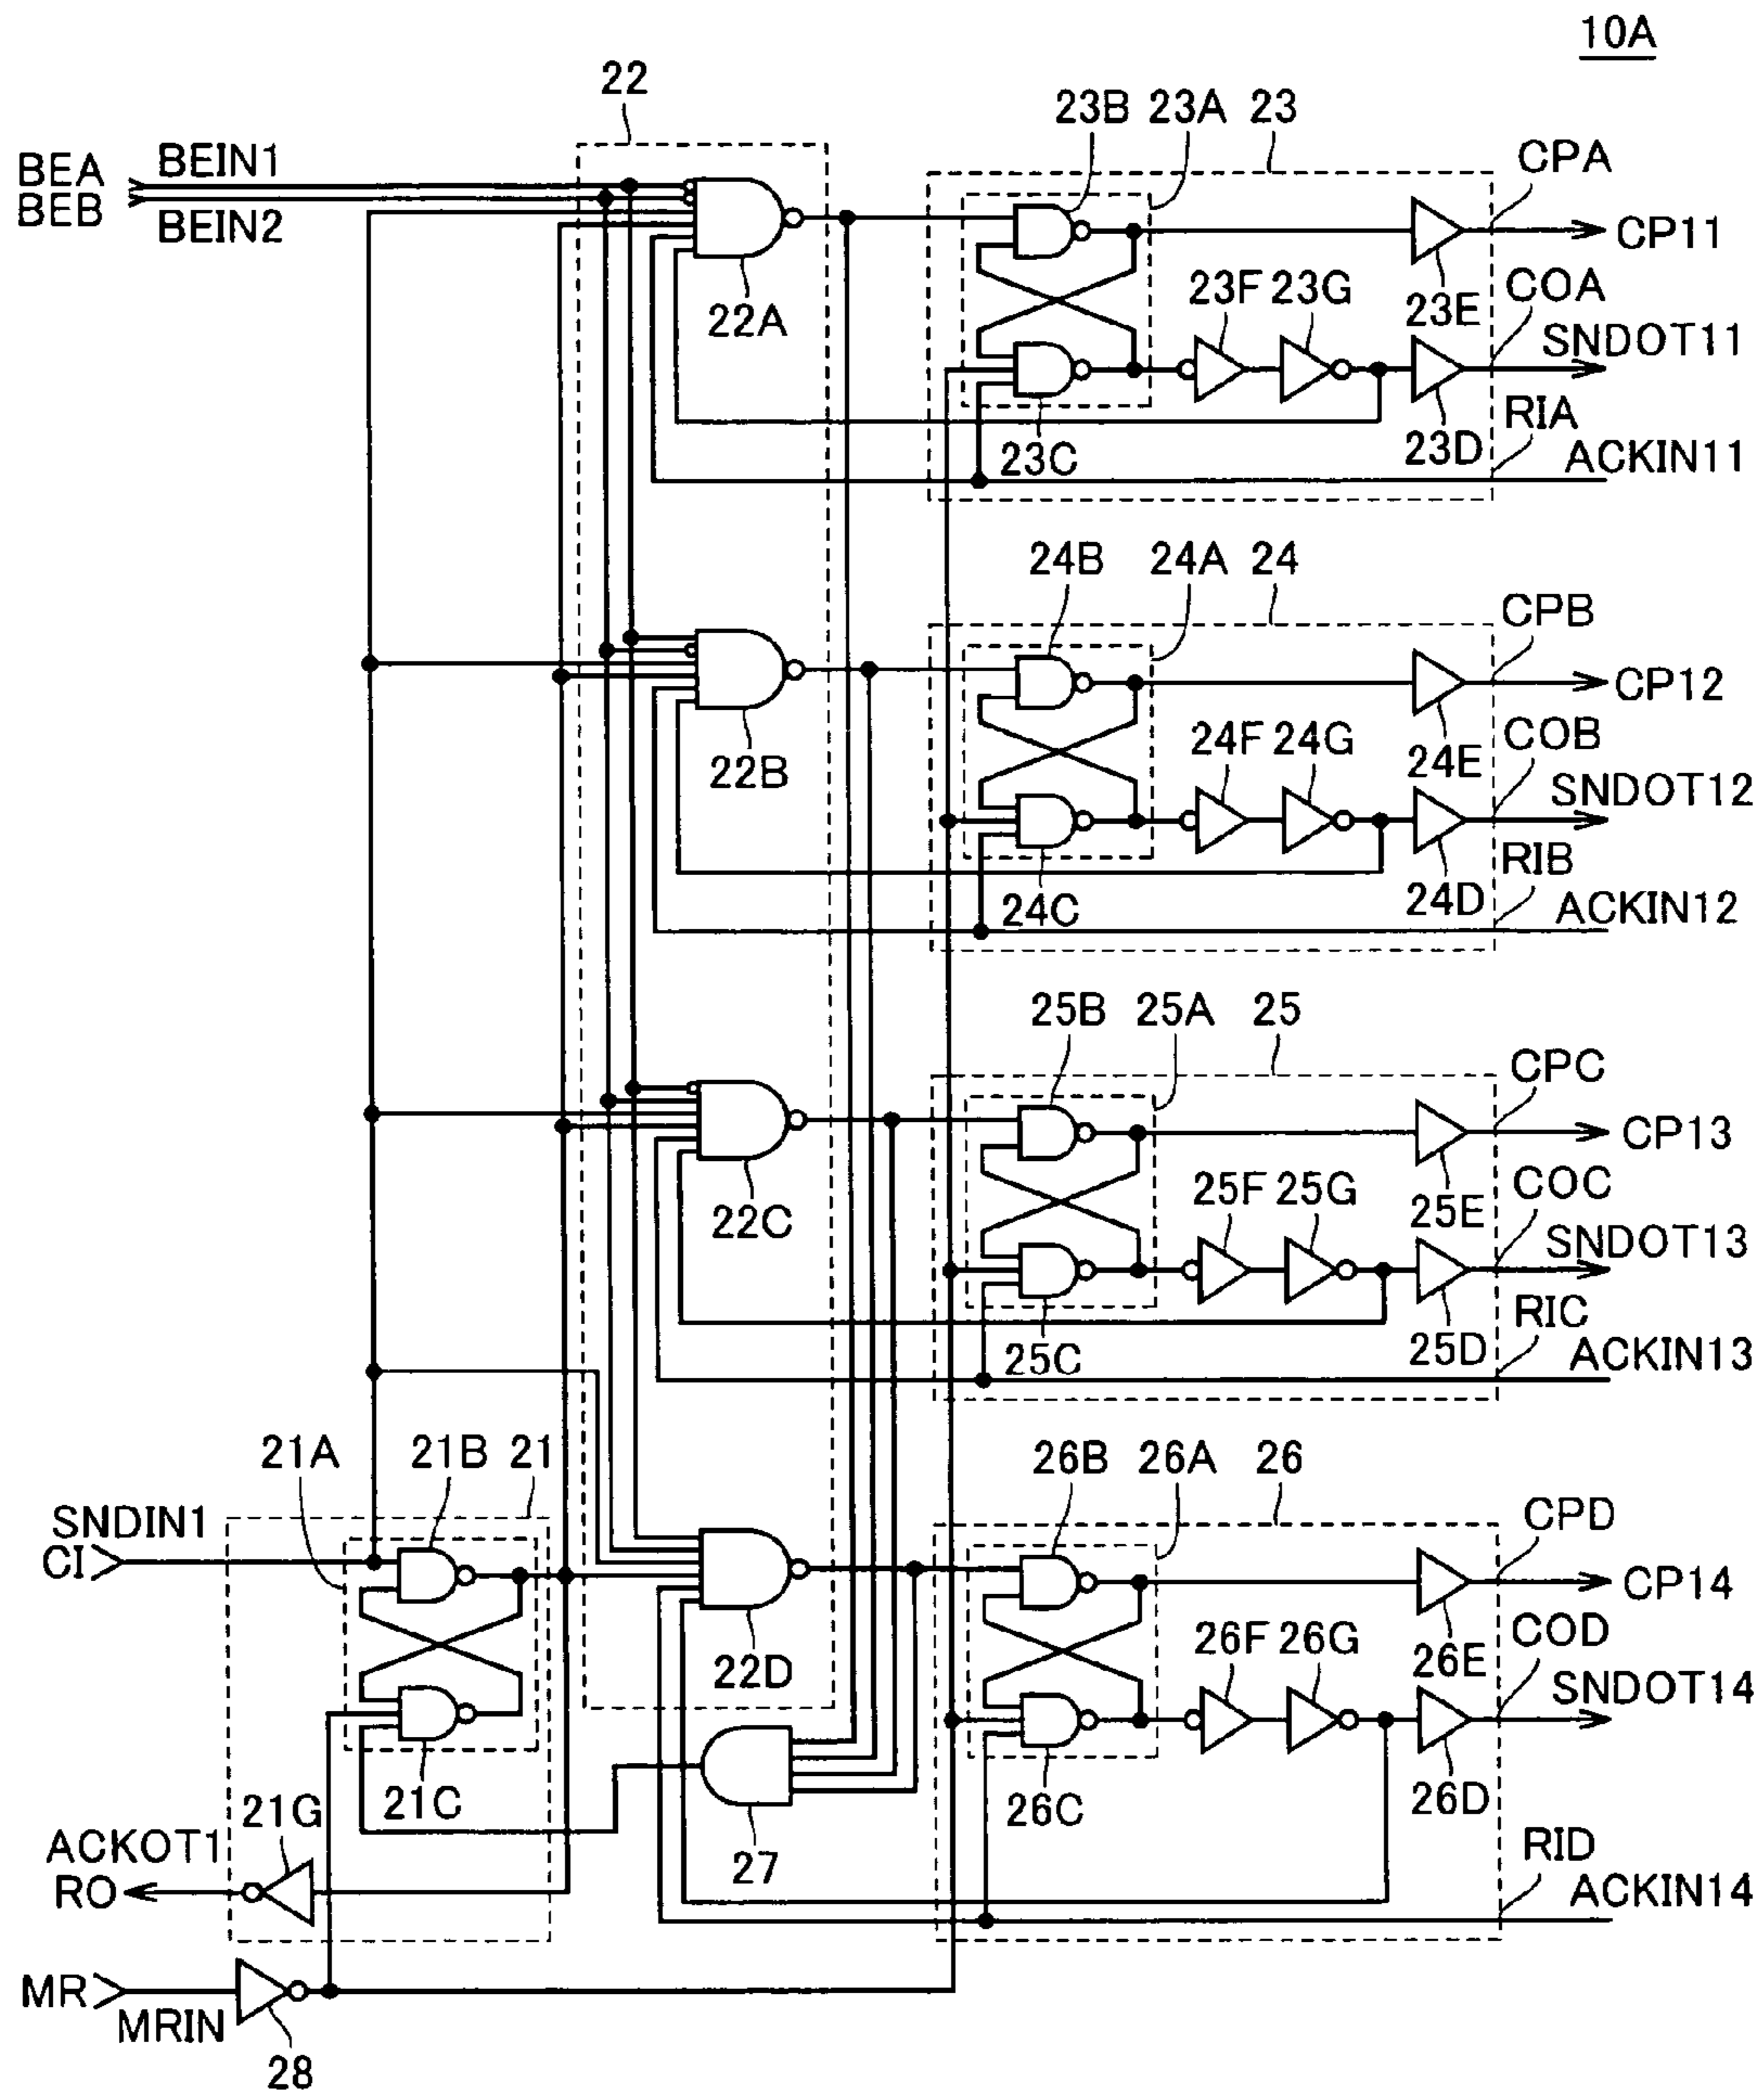 10A
22
23B 23A 23
CPA
BEA BEIN1
BEB
BEIN2
CP11
COA
23F 23G
22A
23E
SNDOT11
RIA
23C
23D
ACKIN11
24B 24A 24
CPB
CP12
COB
24F 24G
22B
24E
SNDOT12
RIB
24C
24D
ACKIN12
25B 25A 25
CPC
CP13
COC
25F 25G
22C
25E
SNDOT13
RIC
25C
25D
ACKIN13
21A 21B 21
26B 26A 26
SNDIN1
CI
CPD
CP14
COD
26F 26G
22D
26E
SNDOT14
21G 21C
26C
26D
ACKOT1
RO
27
RID
ACKIN14
MR
MRIN
28